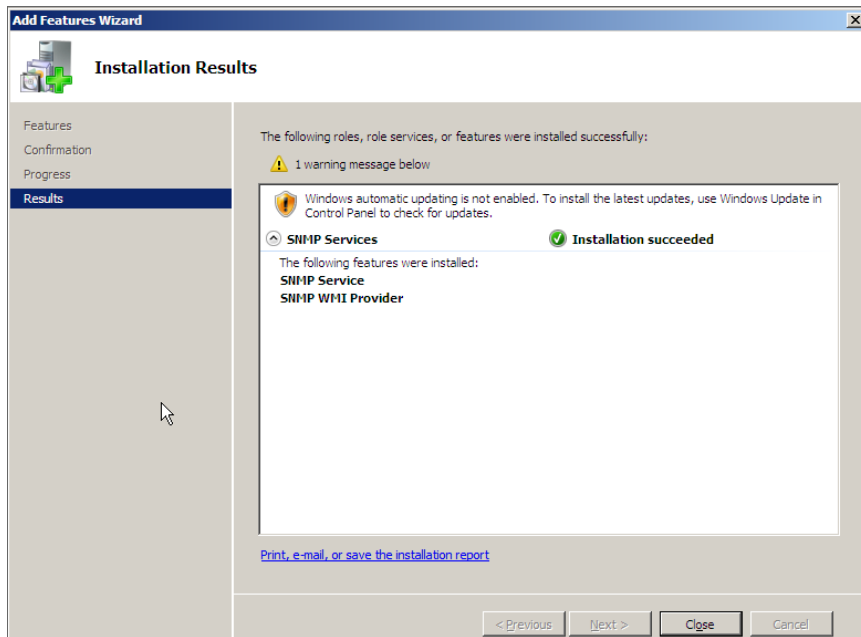 Add Features Wizard
Installation Results
Features
Confirmation
Progress
Results
The following roles, role services, or features were installed successfully:
1 warning message below
Windows automatic updating is not enabled. To install the latest updates, use Windows Update in
Control Panel to check for updates.
SNMP Services
Installation succeeded
The following features were installed:
SNMP Service
SNMP WMI Provider
Print, e-mail, or save the installation report
< Previous
Next >
Close
Cancel